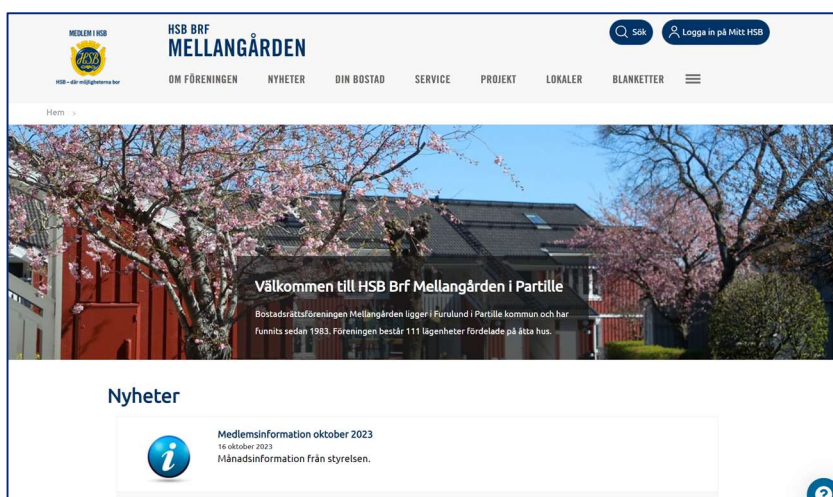 MEDLEM I HSB
HSB
HSB – där möjligheterna bor
HSB BRF
MELLANGÅRDEN
Sök
Logga in på Mitt HSB
OM FÖRENINGEN NYHETER DIN BOSTAD SERVICE PROJEKT LOKALER BLANKETTER
Hem >
Välkommen till HSB Brf Mellangården i Partille
Bostadsrättsföreningen Mellangården ligger i Furulund i Partille kommun och har
funnits sedan 1983. Föreningen består 111 lägenheter fördelade på åtta hus.
Nyheter
i
Medlemsinformation oktober 2023
16 oktober 2023
Månadsinformation från styrelsen.
?